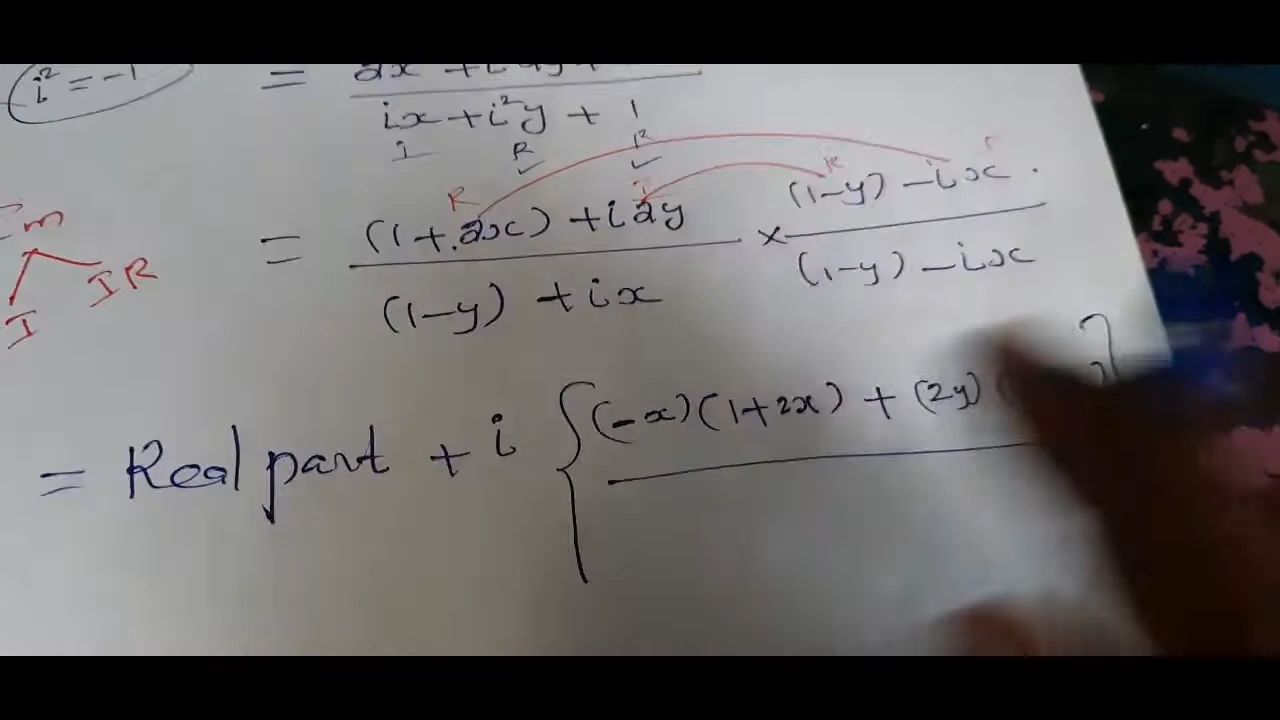 i² = -1
=
ix + i²y + 1
I R R
R i R i
= (1+2x) + i2y × (1-y) - ix
(1-y) + ix (1-y) - ix
Im
I IR
= Real part + i { (-x)(1+2x) + (2y)